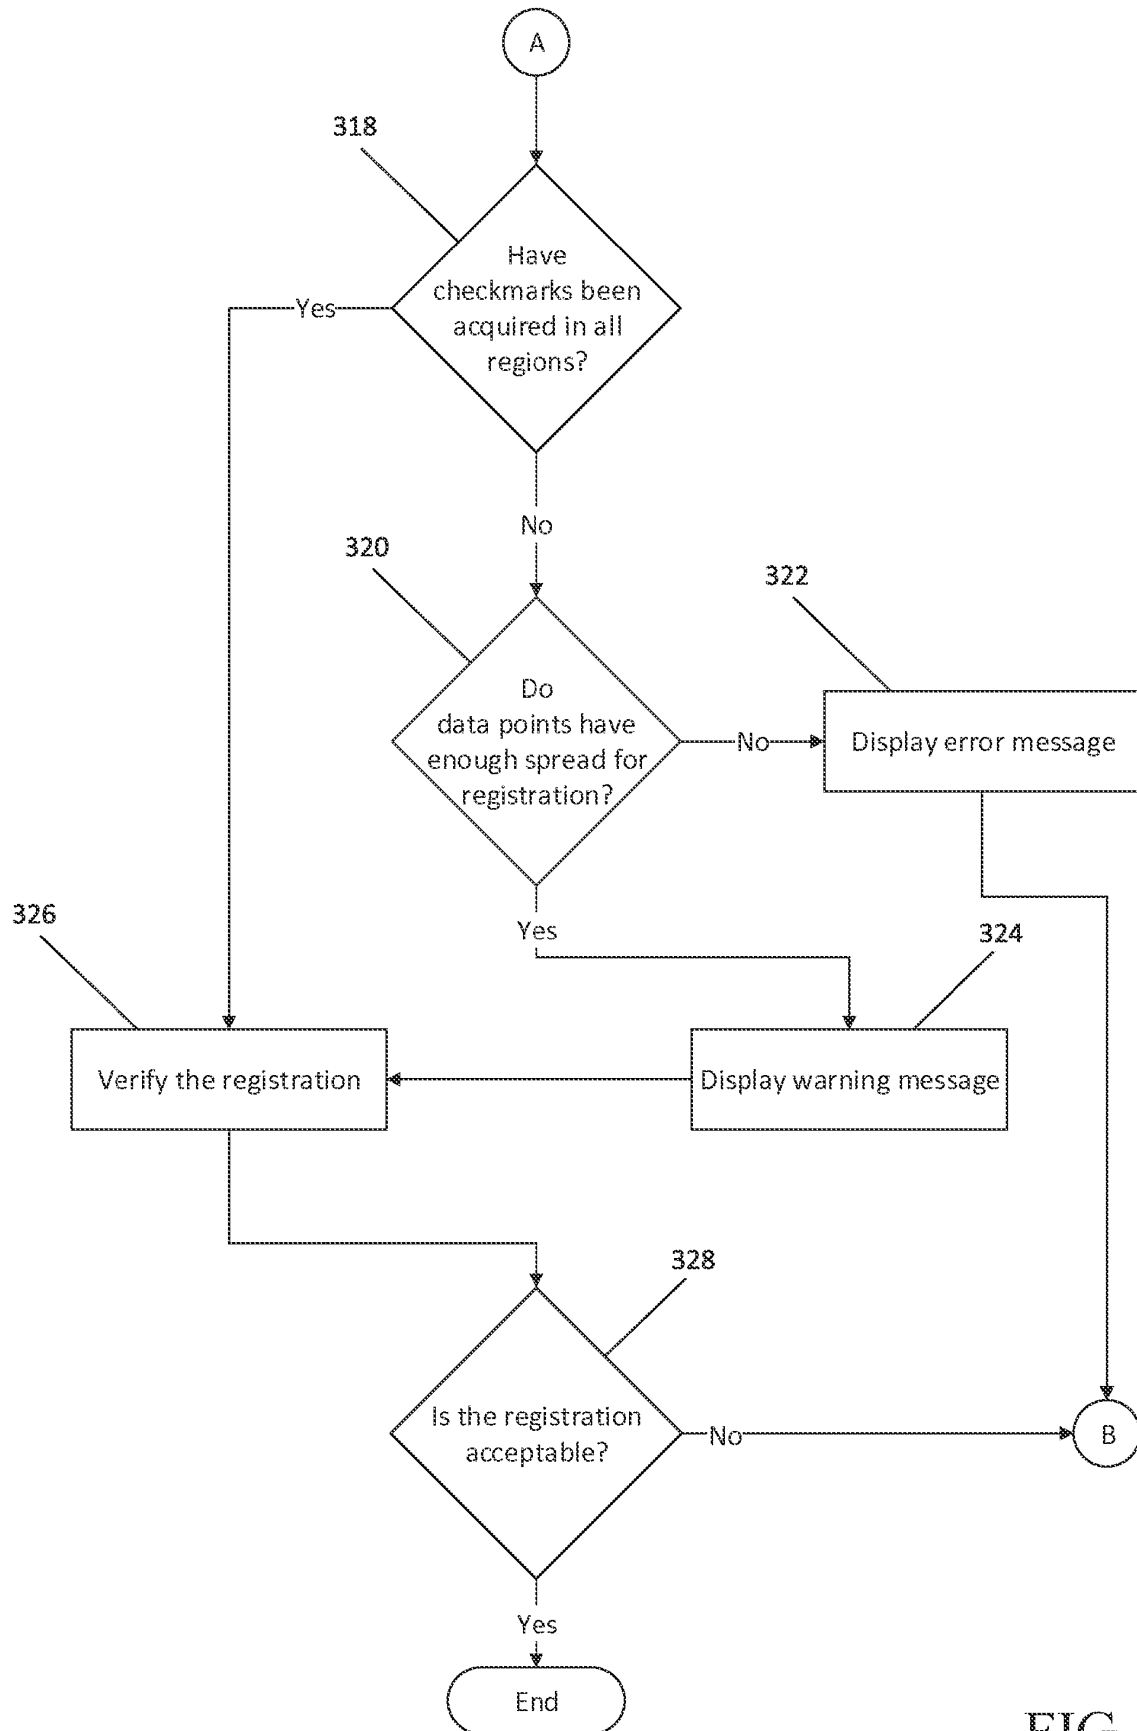 A
318
Have
checkmarks been
acquired in all
regions?
Yes
No
320
322
Do
data points have
enough spread for
registration?
No
Display error message
Yes
326
324
Verify the registration
Display warning message
328
Is the registration
acceptable?
No
B
Yes
End
FIG